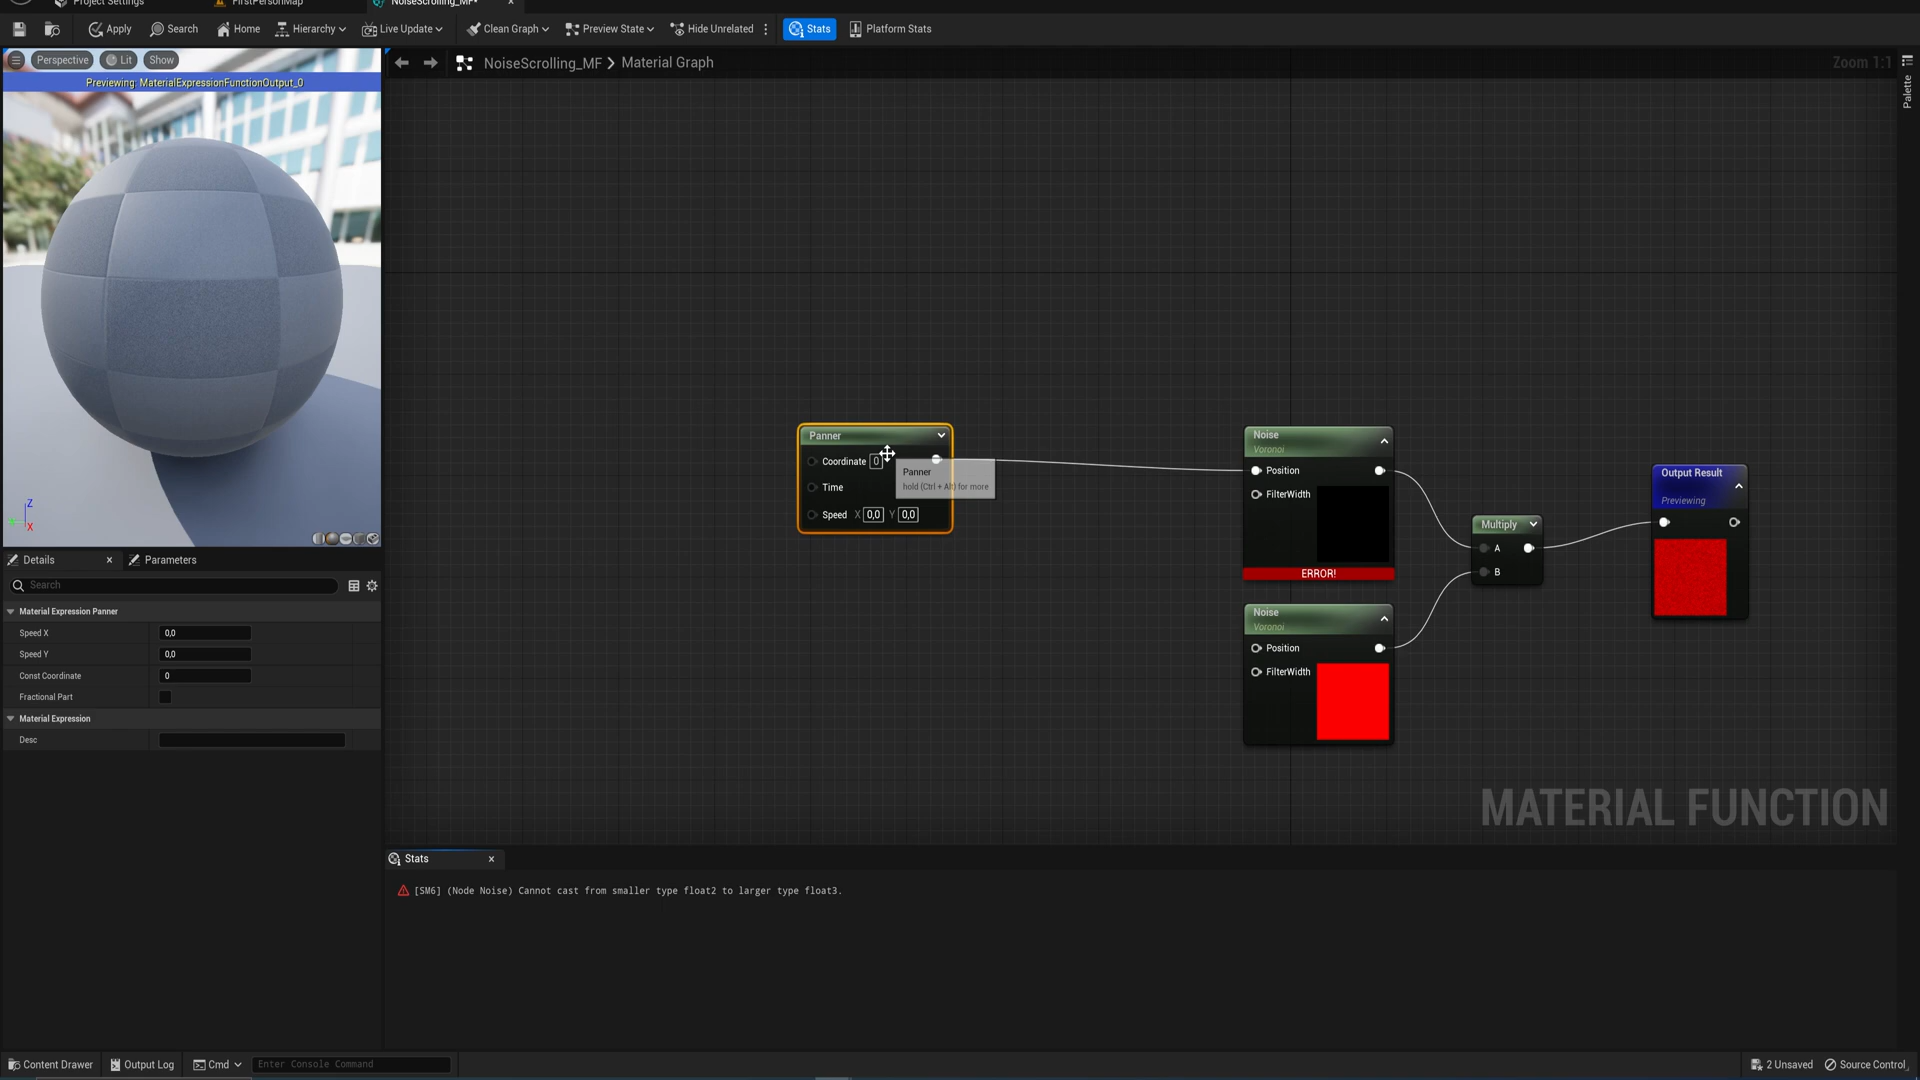 Project Settings
FirstPersonMap
NoiseScrolling_MF*
Apply
Search
Home
Hierarchy
Live Update
Clean Graph
Preview State
Hide Unrelated
Stats
Platform Stats
Perspective
Lit
Show
Previewing: MaterialExpressionFunctionOutput_0
NoiseScrolling_MF
Material Graph
Zoom 1:1
Palette
Panner
Coordinate 0
Time
Speed X 0,0 Y 0,0
Panner
hold (Ctrl + Alt) for more
Noise
Voronoi
Position
FilterWidth
ERROR!
Noise
Voronoi
Position
FilterWidth
Multiply
A
B
Output Result
Previewing
Z
X
Details
Parameters
Search
Material Expression Panner
Speed X 0,0
Speed Y 0,0
Const Coordinate 0
Fractional Part
Material Expression
Desc
MATERIAL FUNCTION
Stats
[SM6] (Node Noise) Cannot cast from smaller type float2 to larger type float3.
Content Drawer
Output Log
Cmd
Enter Console Command
2 Unsaved
Source Control